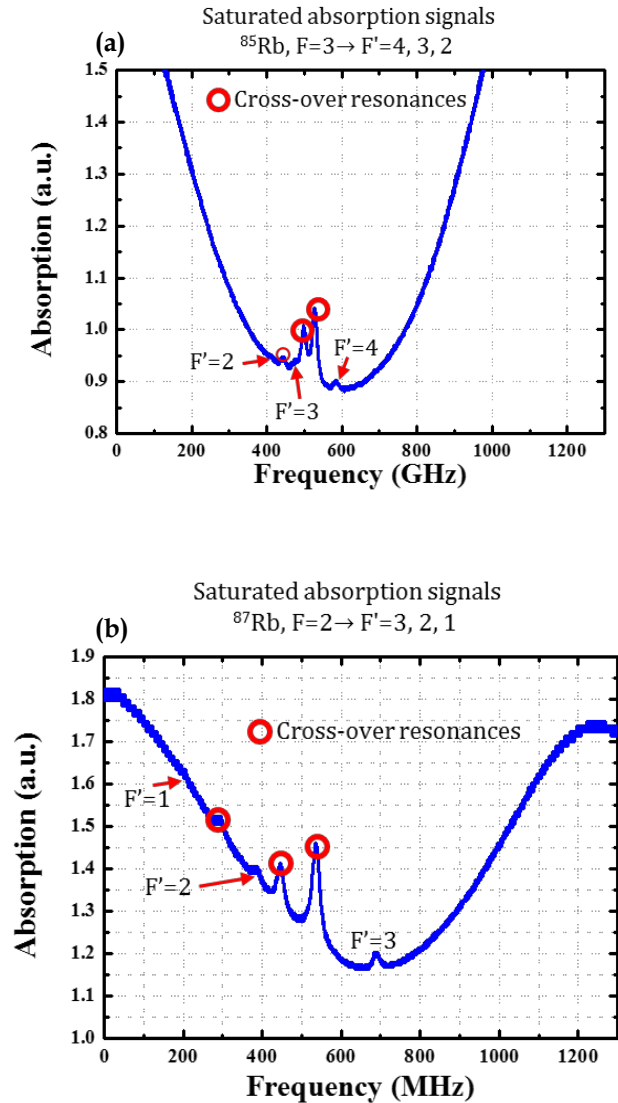 Saturated absorption signals
(a)
⁸⁵Rb, F=3→ F'=4, 3, 2
1.5
Cross-over resonances
1.4
1.3
1.2
1.1
1.0
0.9
0.8
Absorption (a.u.)
F'=2
F'=3
F'=4
0 200 400 600 800 1000 1200
Frequency (GHz)
Saturated absorption signals
(b)
⁸⁷Rb, F=2→ F'=3, 2, 1
1.9
1.8
1.7
1.6
1.5
1.4
1.3
1.2
1.1
1.0
Absorption (a.u.)
Cross-over resonances
F'=1
F'=2
F'=3
0 200 400 600 800 1000 1200
Frequency (MHz)